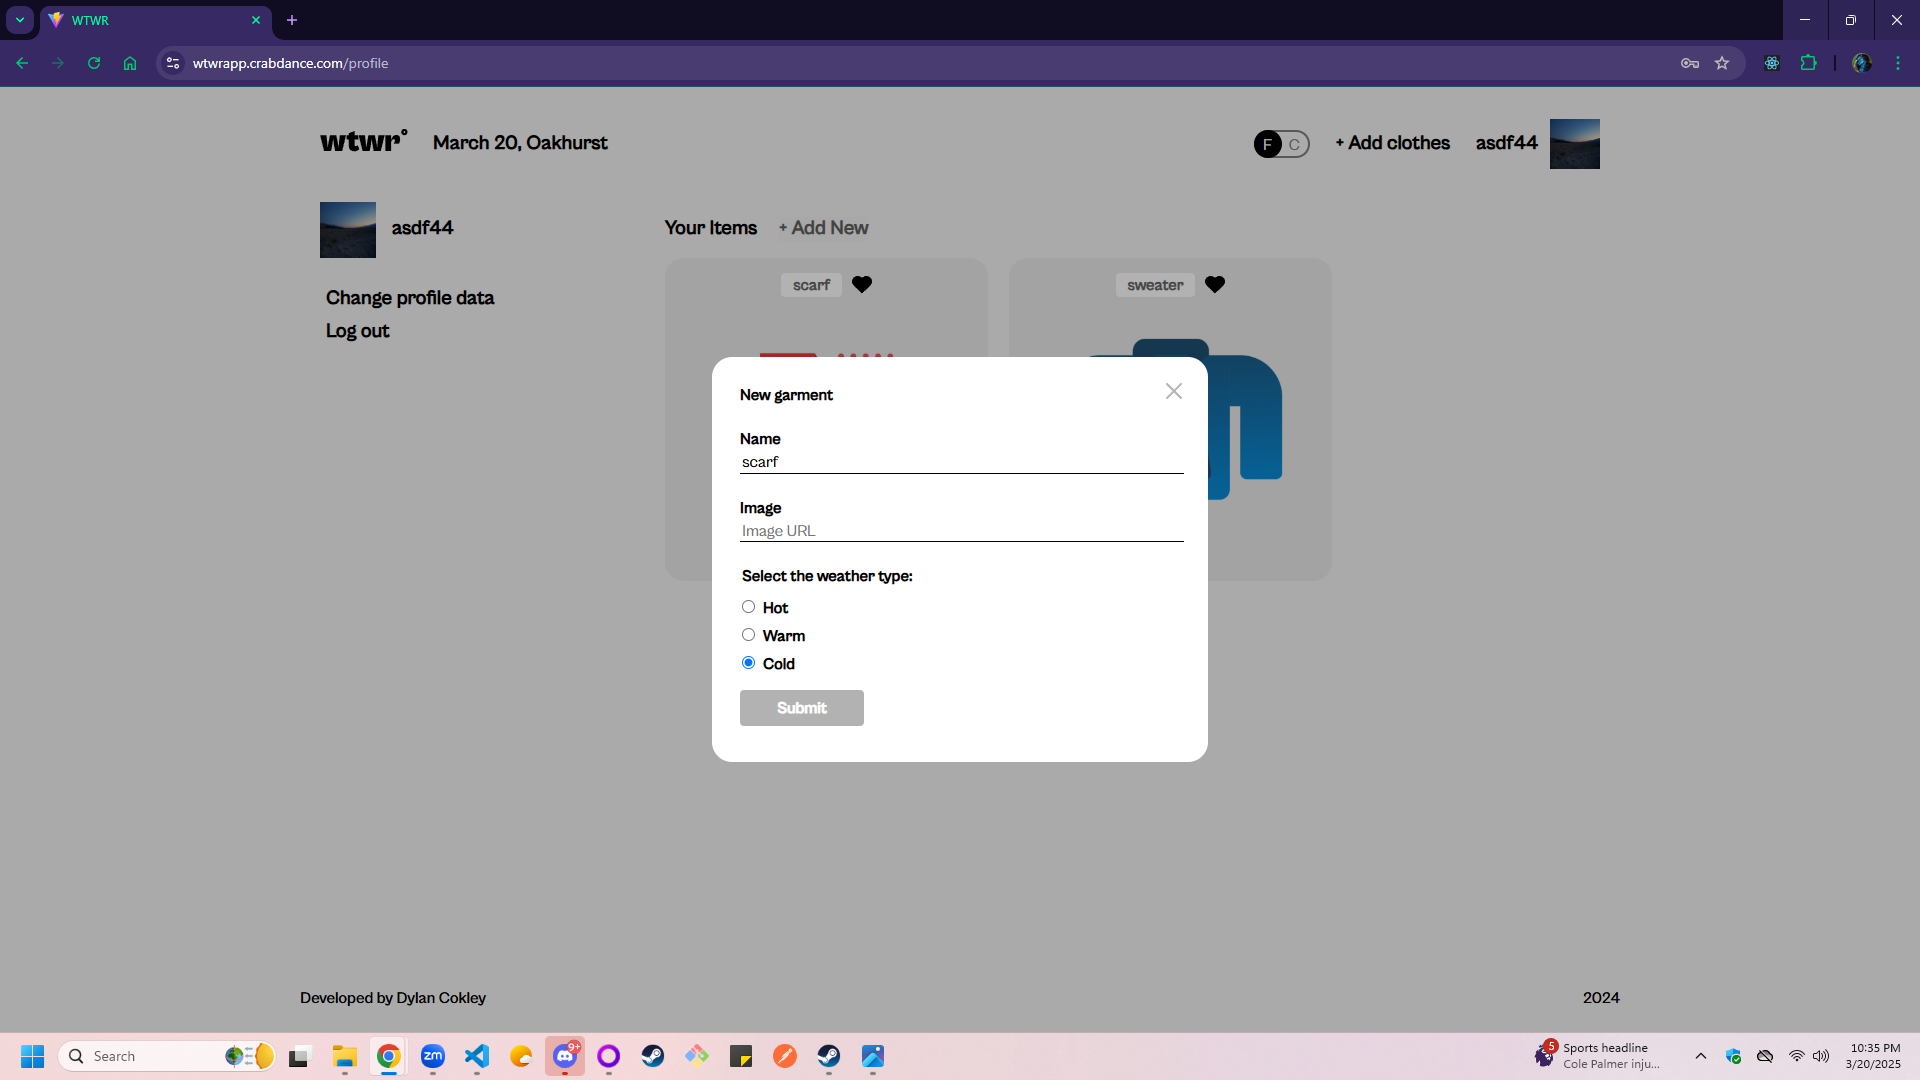 WTWR
wtwrapp.crabdance.com/profile
wtwr°
March 20, Oakhurst
F C
+ Add clothes
asdf44
asdf44
Your Items
+ Add New
Change profile data
Log out
scarf
sweater
New garment
Name
scarf
Image
Image URL
Select the weather type:
Hot
Warm
Cold
Submit
Developed by Dylan Cokley
2024
Search
zm
9+
5
Sports headline
Cole Palmer inju...
10:35 PM
3/20/2025